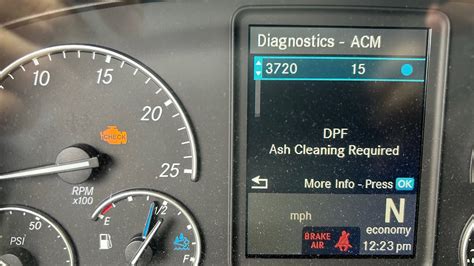 Diagnostics - ACM
3720 15
DPF
Ash Cleaning Required
More Info - Press OK
mph
N
economy
12:23 pm
BRAKE
AIR
10
15
20
25
CHECK
RPM
x100
E
1/2
F
PSI
50